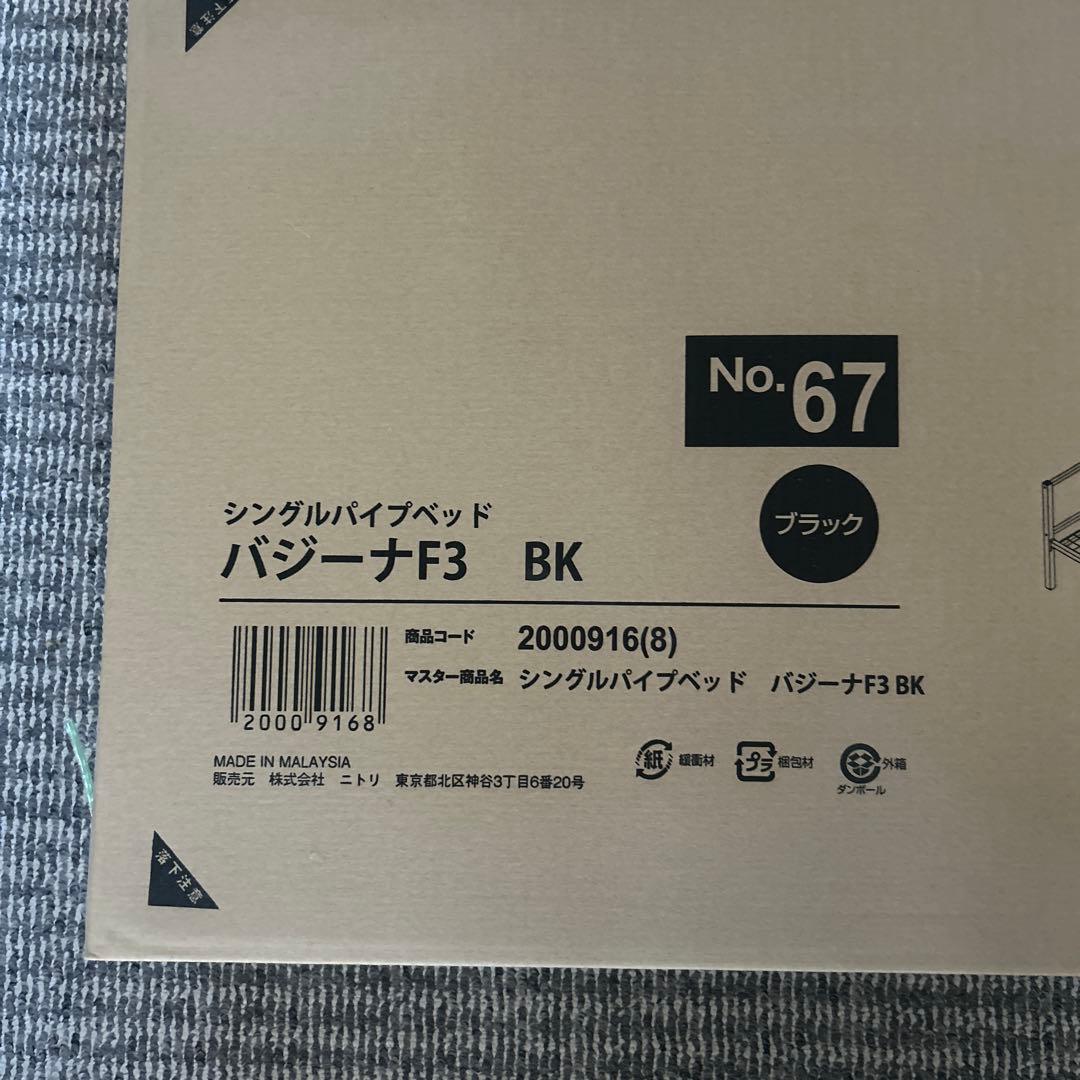 下注意
No.67
ブラック
シングルパイプベッド
バジーナF3 BK
商品コード 2000916(8)
マスター商品名 シングルパイプベッド バジーナF3 BK
2000 9168
MADE IN MALAYSIA
販売元 株式会社 ニトリ 東京都北区神谷3丁目6番20号
紙 緩衝材
プラ 梱包材
外箱
ダンボール
落下注意